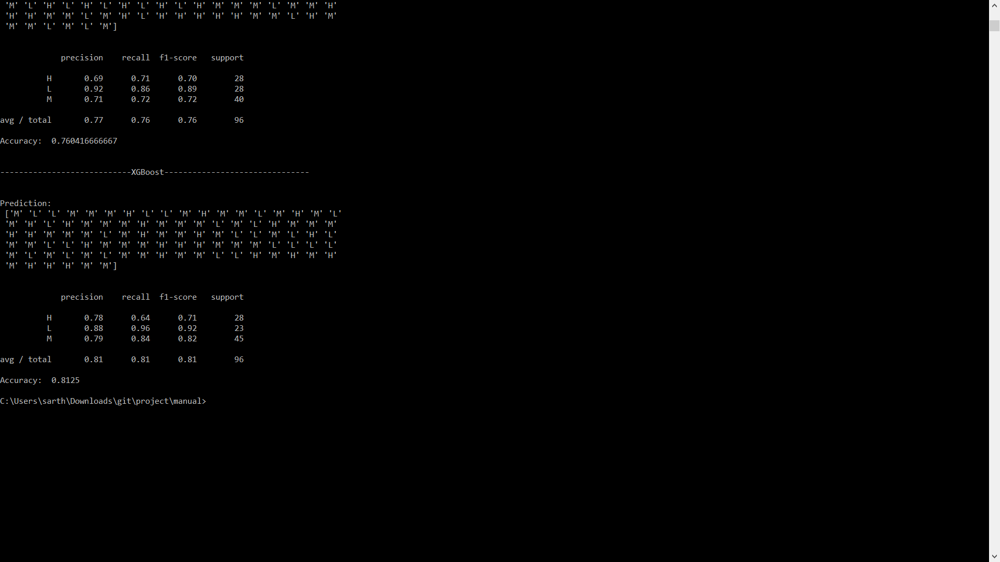 'M' 'L' 'H' 'L' 'H' 'L' 'H' 'L' 'H' 'L' 'H' 'M' 'M' 'M' 'L' 'M' 'M' 'H'
'H' 'H' 'M' 'M' 'L' 'M' 'H' 'L' 'H' 'H' 'H' 'H' 'H' 'M' 'M' 'L' 'H' 'M'
'M' 'M' 'L' 'M' 'L' 'M']
precision recall f1-score support
H 0.69 0.71 0.70 28
L 0.92 0.86 0.89 28
M 0.71 0.72 0.72 40
avg / total 0.77 0.76 0.76 96
Accuracy: 0.760416666667
----------------------------XGBoost-------------------------------
Prediction:
['M' 'L' 'L' 'M' 'M' 'M' 'H' 'L' 'L' 'M' 'H' 'M' 'M' 'L' 'M' 'H' 'M' 'L'
'M' 'H' 'L' 'H' 'M' 'M' 'M' 'H' 'M' 'M' 'M' 'L' 'M' 'L' 'H' 'M' 'M' 'M'
'H' 'H' 'M' 'M' 'M' 'L' 'M' 'H' 'M' 'M' 'H' 'M' 'L' 'L' 'M' 'L' 'H' 'L'
'M' 'M' 'L' 'L' 'H' 'M' 'M' 'M' 'H' 'H' 'H' 'M' 'M' 'M' 'L' 'L' 'L' 'L'
'M' 'L' 'M' 'L' 'M' 'L' 'M' 'M' 'H' 'M' 'M' 'L' 'L' 'H' 'M' 'H' 'M' 'H'
'M' 'H' 'H' 'H' 'M' 'M']
precision recall f1-score support
H 0.78 0.64 0.71 28
L 0.88 0.96 0.92 23
M 0.79 0.84 0.82 45
avg / total 0.81 0.81 0.81 96
Accuracy: 0.8125
C:\Users\sarth\Downloads\git\project\manual>